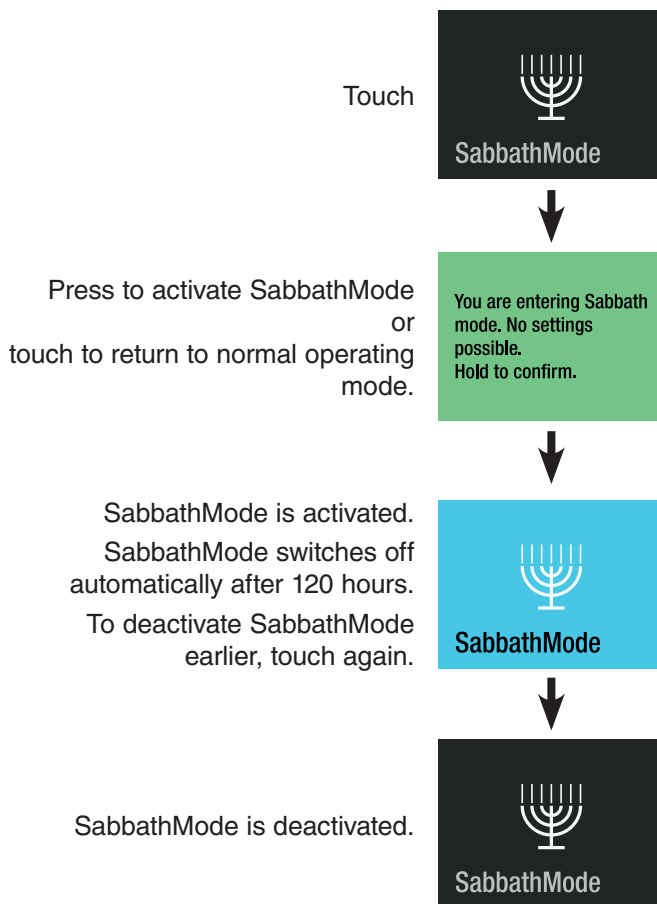 Touch
SabbathMode
Press to activate SabbathMode
or
touch to return to normal operating
mode.
You are entering Sabbath
mode. No settings
possible.
Hold to confirm.
SabbathMode is activated.
SabbathMode switches off
automatically after 120 hours.
To deactivate SabbathMode
earlier, touch again.
SabbathMode
SabbathMode is deactivated.
SabbathMode